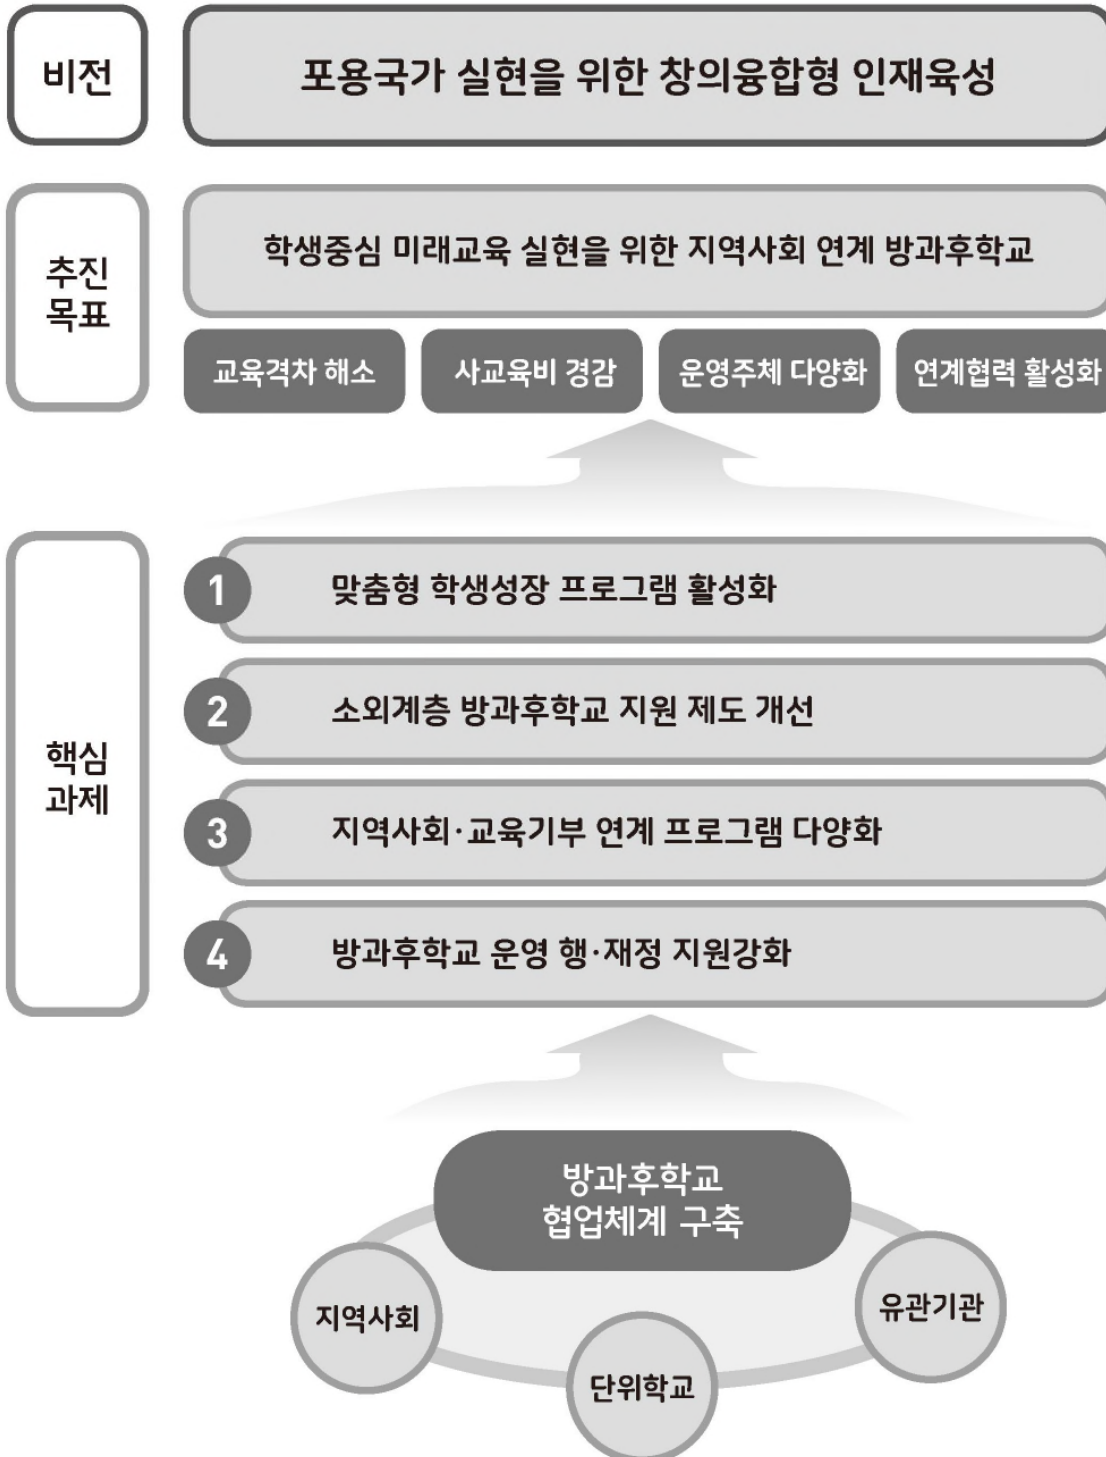 비전
포용국가 실현을 위한 창의융합형 인재육성
추진
목표
학생중심 미래교육 실현을 위한 지역사회 연계 방과후학교
교육격차 해소
사교육비 경감
운영주체 다양화
연계협력 활성화
핵심
과제
1 맞춤형 학생성장 프로그램 활성화
2 소외계층 방과후학교 지원 제도 개선
3 지역사회·교육기부 연계 프로그램 다양화
4 방과후학교 운영 행·재정 지원강화
방과후학교
협업체계 구축
지역사회
단위학교
유관기관